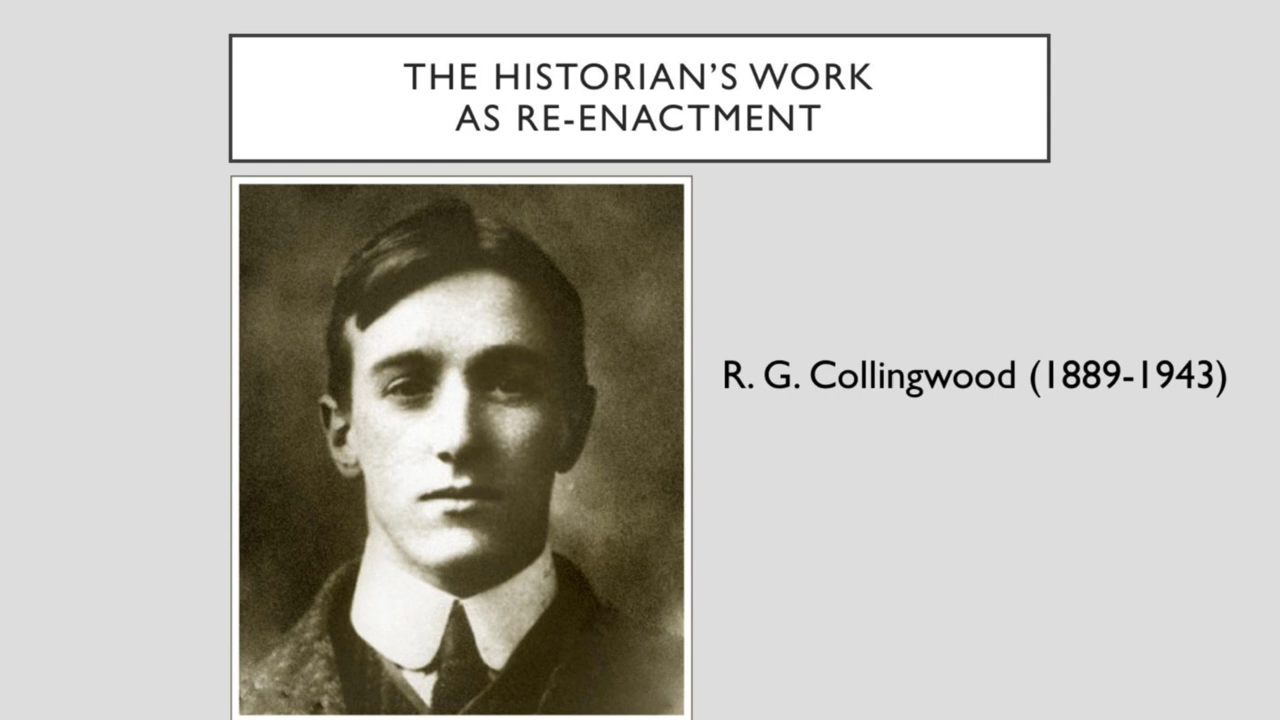 THE HISTORIAN’S WORK
AS RE-ENACTMENT
R. G. Collingwood (1889-1943)